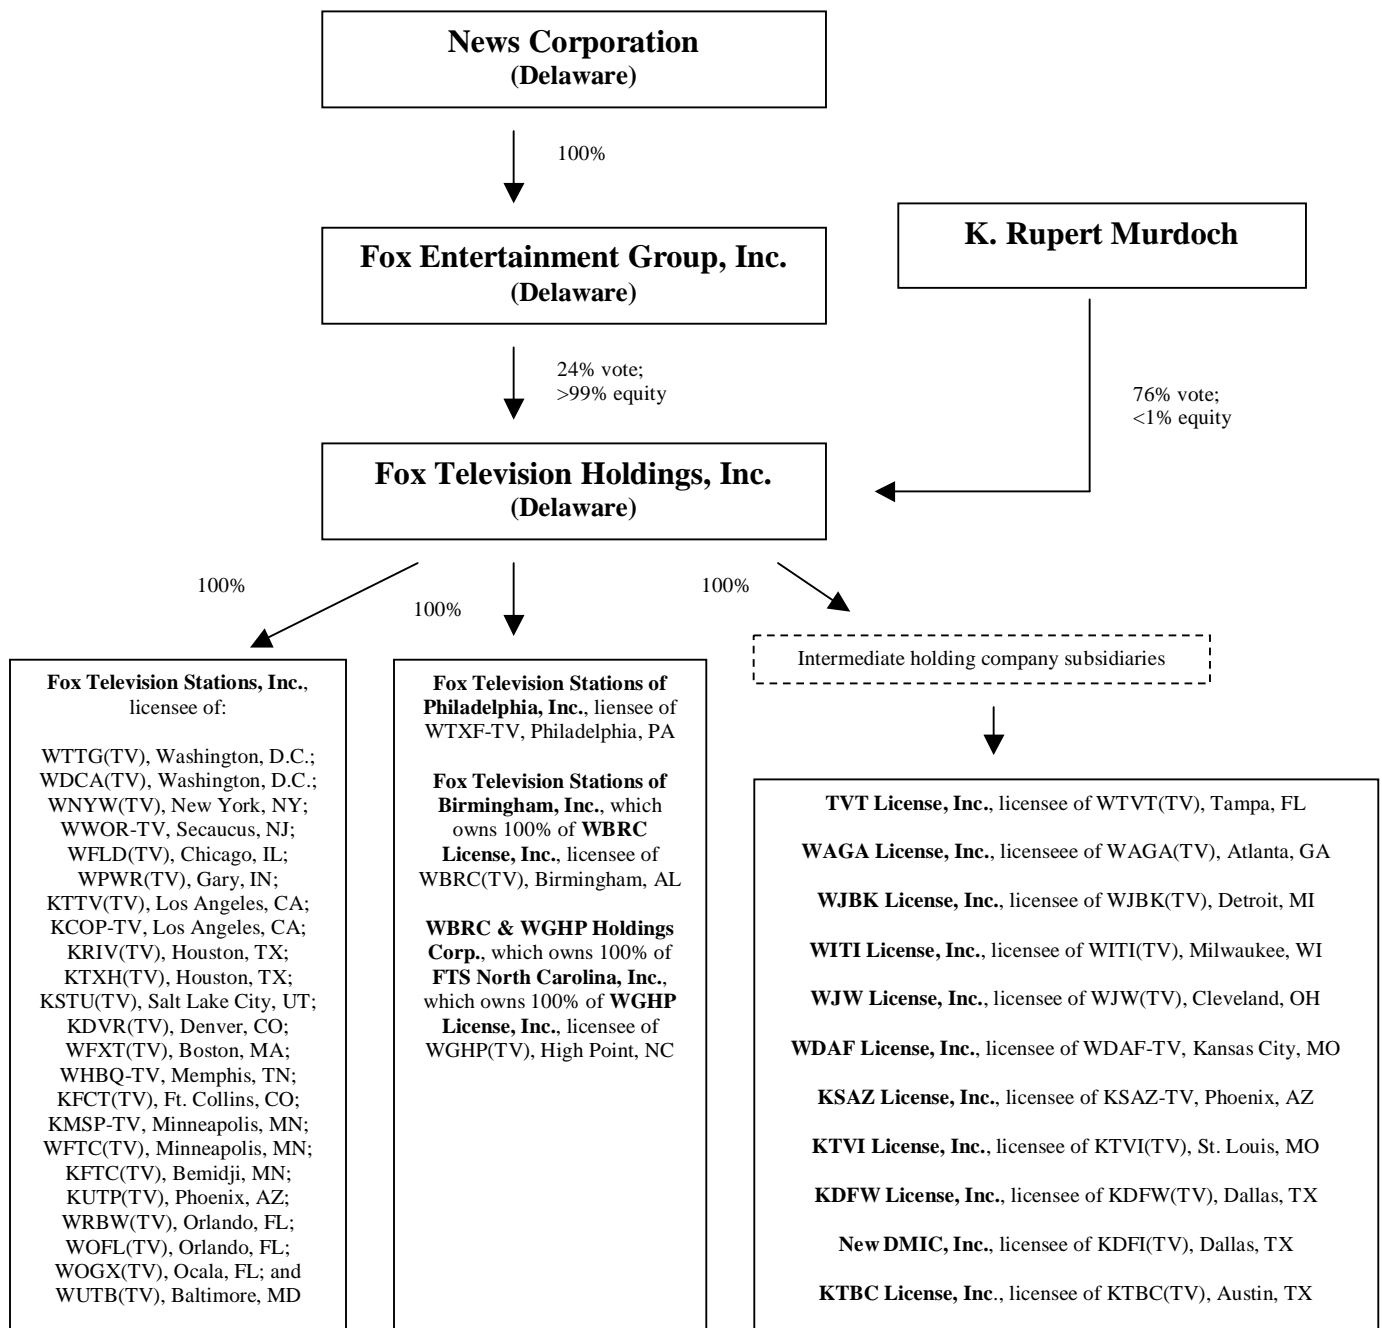 News Corporation
(Delaware)
100%
Fox Entertainment Group, Inc.
(Delaware)
K. Rupert Murdoch
24% vote;
>99% equity
76% vote;
<1% equity
Fox Television Holdings, Inc.
(Delaware)
100%
100%
100%
Intermediate holding company subsidiaries
Fox Television Stations, Inc.,
licensee of:
WTTG(TV), Washington, D.C.;
WDCA(TV), Washington, D.C.;
WNYW(TV), New York, NY;
WWOR-TV, Secaucus, NJ;
WFLD(TV), Chicago, IL;
WPWR(TV), Gary, IN;
KTTV(TV), Los Angeles, CA;
KCOP-TV, Los Angeles, CA;
KRIV(TV), Houston, TX;
KTXH(TV), Houston, TX;
KSTU(TV), Salt Lake City, UT;
KDVR(TV), Denver, CO;
WFXT(TV), Boston, MA;
WHBQ-TV, Memphis, TN;
KFCT(TV), Ft. Collins, CO;
KMSP-TV, Minneapolis, MN;
WFTC(TV), Minneapolis, MN;
KFTC(TV), Bemidji, MN;
KUTP(TV), Phoenix, AZ;
WRBW(TV), Orlando, FL;
WOFL(TV), Orlando, FL;
WOGX(TV), Ocala, FL; and
WUTB(TV), Baltimore, MD
Fox Television Stations of
Philadelphia, Inc., liensee of
WTXF-TV, Philadelphia, PA
Fox Television Stations of
Birmingham, Inc., which
owns 100% of WBRC
License, Inc., licensee of
WBRC(TV), Birmingham, AL
WBRC & WGHP Holdings
Corp., which owns 100% of
FTS North Carolina, Inc.,
which owns 100% of WGHP
License, Inc., licensee of
WGHP(TV), High Point, NC
TVT License, Inc., licensee of WTVT(TV), Tampa, FL
WAGA License, Inc., licenseee of WAGA(TV), Atlanta, GA
WJBK License, Inc., licensee of WJBK(TV), Detroit, MI
WITI License, Inc., licensee of WITI(TV), Milwaukee, WI
WJW License, Inc., licensee of WJW(TV), Cleveland, OH
WDAF License, Inc., licensee of WDAF-TV, Kansas City, MO
KSAZ License, Inc., licensee of KSAZ-TV, Phoenix, AZ
KTVI License, Inc., licensee of KTVI(TV), St. Louis, MO
KDFW License, Inc., licensee of KDFW(TV), Dallas, TX
New DMIC, Inc., licensee of KDFI(TV), Dallas, TX
KTBC License, Inc., licensee of KTBC(TV), Austin, TX